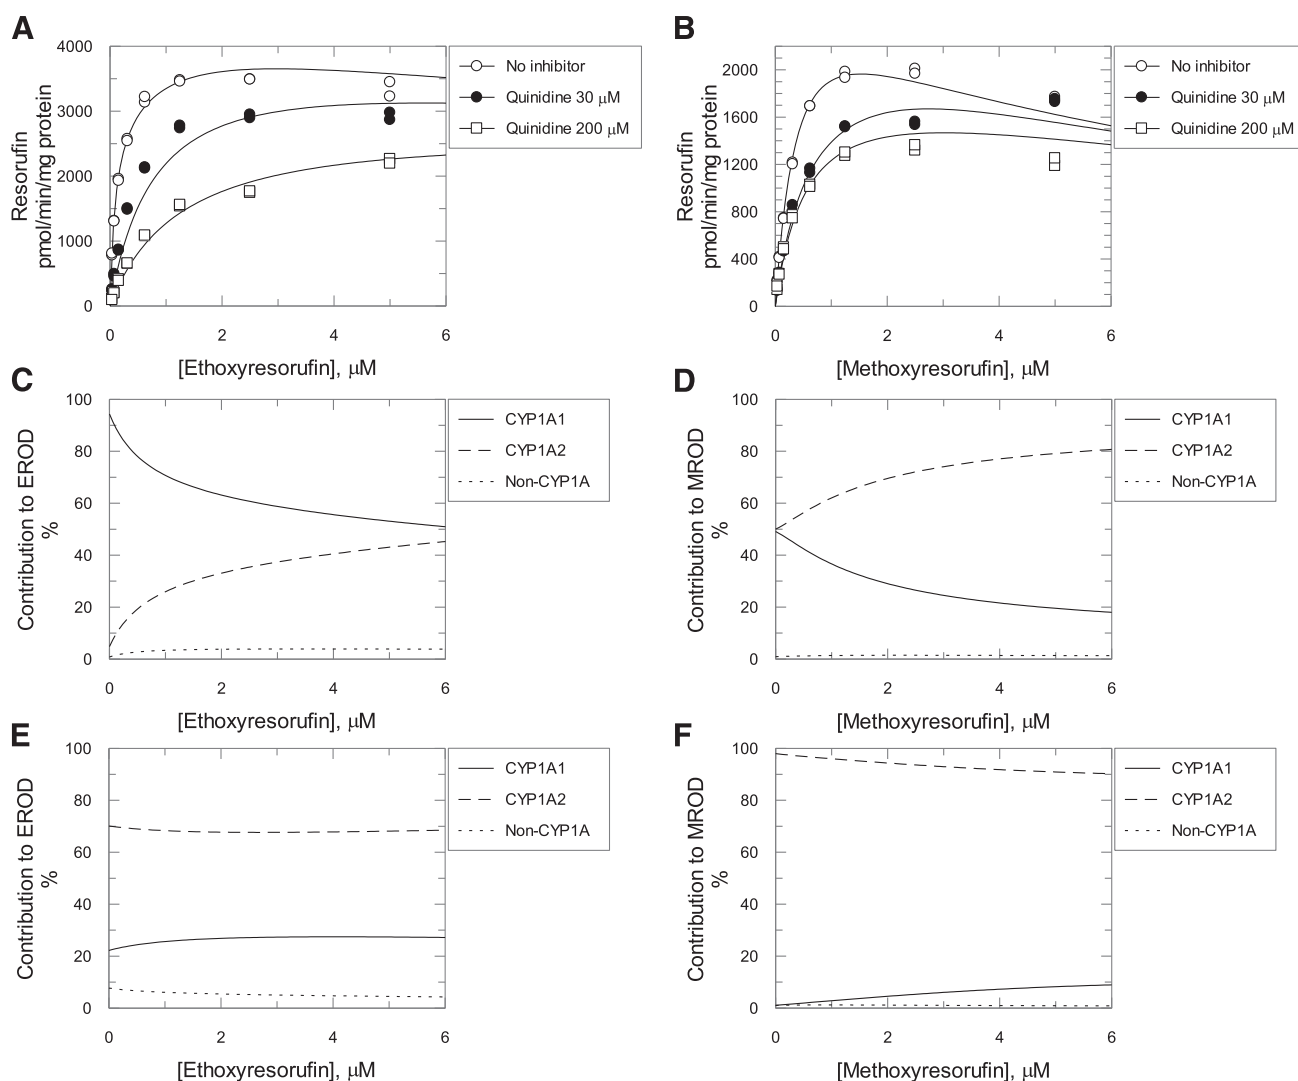 A
4000
3000
2000
1000
0
Resorufin
pmol/min/mg protein
0 2 4 6
[Ethoxyresorufin], μM
No inhibitor
Quinidine 30 μM
Quinidine 200 μM
B
2000
1600
1200
800
400
0
Resorufin
pmol/min/mg protein
0 2 4 6
[Methoxyresorufin], μM
No inhibitor
Quinidine 30 μM
Quinidine 200 μM
C
100
80
60
40
20
0
Contribution to EROD
%
0 2 4 6
[Ethoxyresorufin], μM
CYP1A1
CYP1A2
Non-CYP1A
D
100
80
60
40
20
0
Contribution to MROD
%
0 2 4 6
[Methoxyresorufin], μM
CYP1A1
CYP1A2
Non-CYP1A
E
100
80
60
40
20
0
Contribution to EROD
%
0 2 4 6
[Ethoxyresorufin], μM
CYP1A1
CYP1A2
Non-CYP1A
F
100
80
60
40
20
0
Contribution to MROD
%
0 2 4 6
[Methoxyresorufin], μM
CYP1A1
CYP1A2
Non-CYP1A